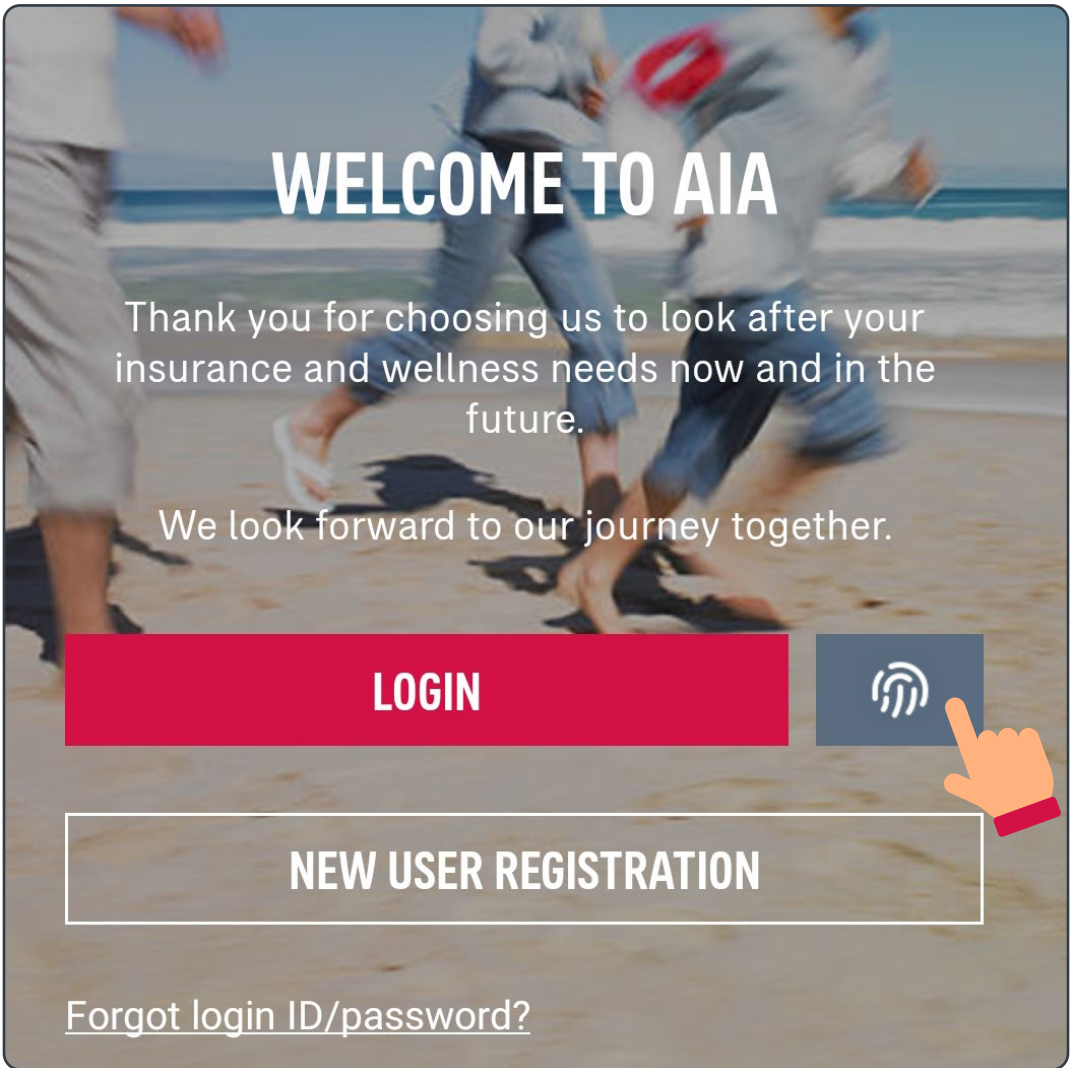 WELCOME TO AIA
Thank you for choosing us to look after your
insurance and wellness needs now and in the
future.
We look forward to our journey together.
LOGIN
NEW USER REGISTRATION
Forgot login ID/password?